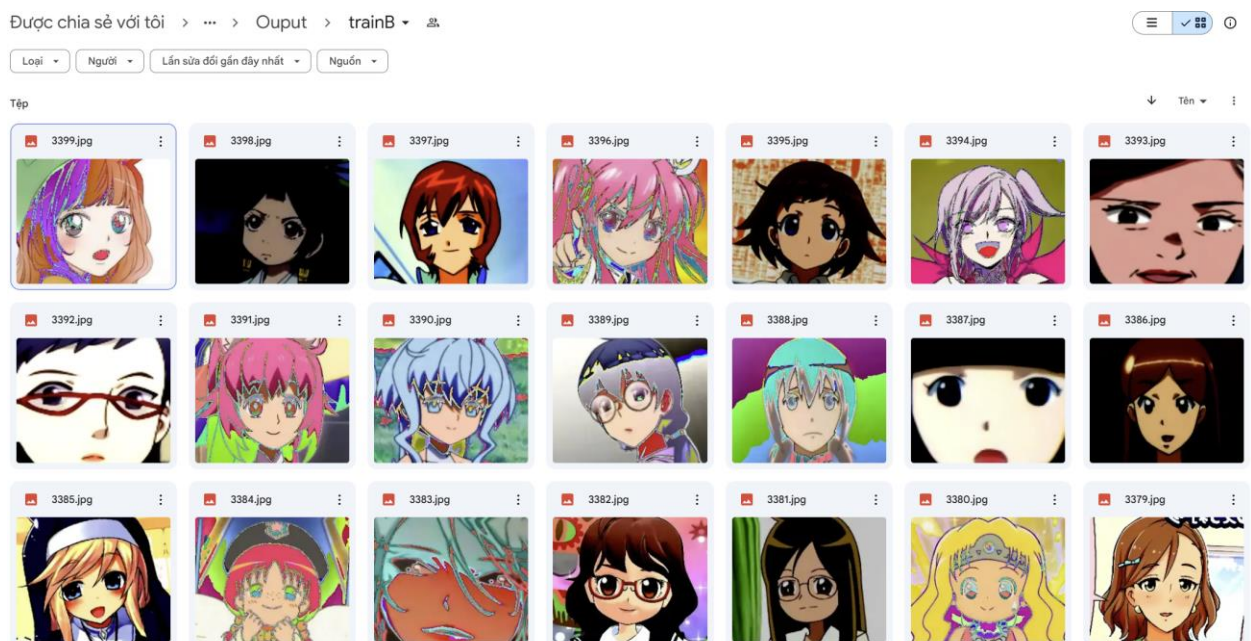 Được chia sẻ với tôi > ... > Ouput > trainB
Loại Người Lần sửa đổi gần đây nhất Nguồn
Tệp Tên
3399.jpg 3398.jpg 3397.jpg 3396.jpg 3395.jpg 3394.jpg 3393.jpg
3392.jpg 3391.jpg 3390.jpg 3389.jpg 3388.jpg 3387.jpg 3386.jpg
3385.jpg 3384.jpg 3383.jpg 3382.jpg 3381.jpg 3380.jpg 3379.jpg